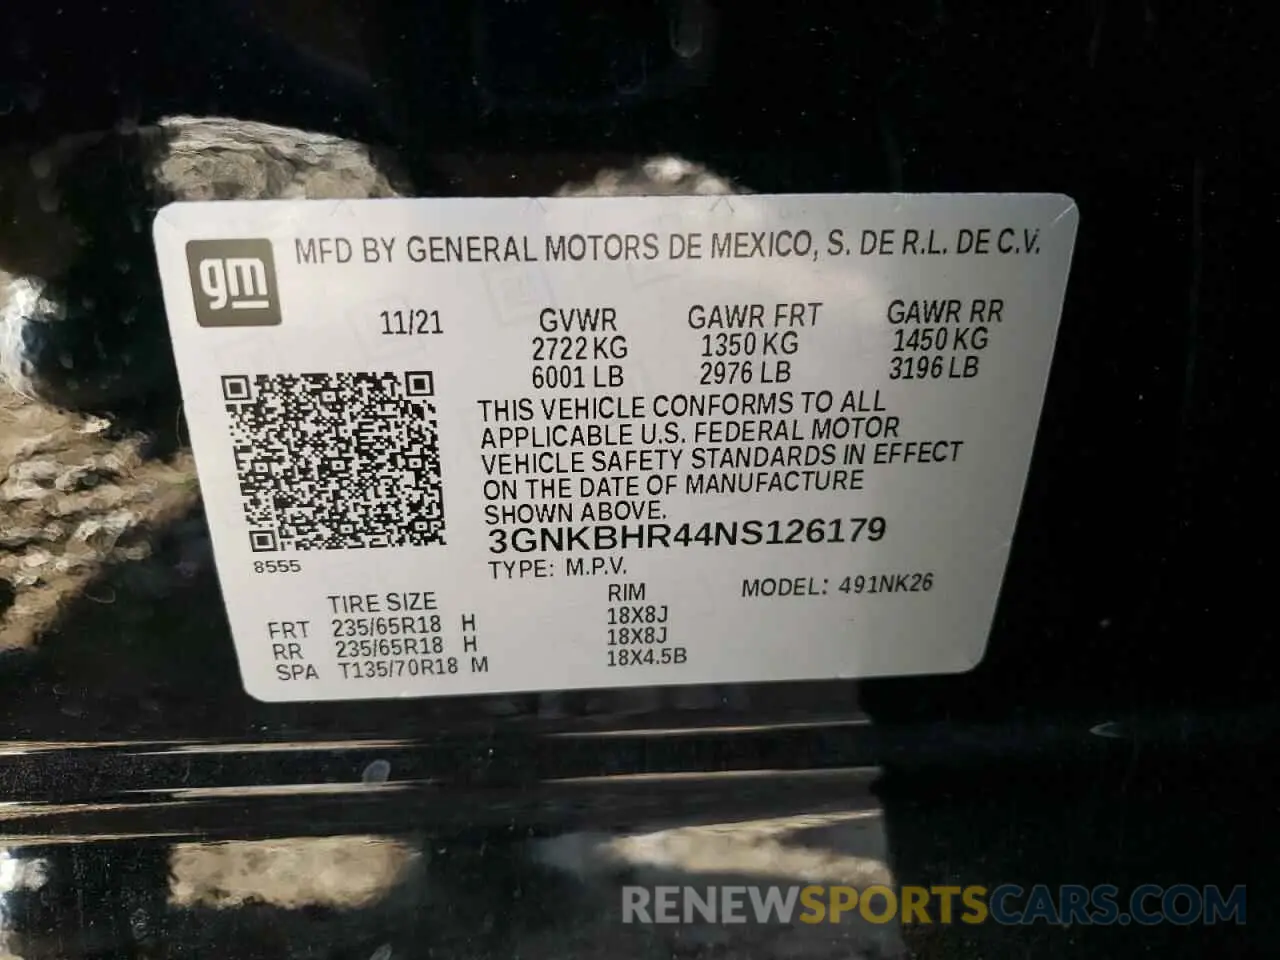 gm
MFD BY GENERAL MOTORS DE MEXICO, S. DE R.L. DE C.V.
11/21 GVWR GAWR FRT GAWR RR
2722 KG 1350 KG 1450 KG
6001 LB 2976 LB 3196 LB
THIS VEHICLE CONFORMS TO ALL
APPLICABLE U.S. FEDERAL MOTOR
VEHICLE SAFETY STANDARDS IN EFFECT
ON THE DATE OF MANUFACTURE
SHOWN ABOVE.
3GNKBHR44NS126179
8555
TYPE: M.P.V. MODEL: 491NK26
TIRE SIZE RIM
FRT 235/65R18 H 18X8J
RR 235/65R18 H 18X8J
SPA T135/70R18 M 18X4.5B
RENEWSPORTSCARS.COM